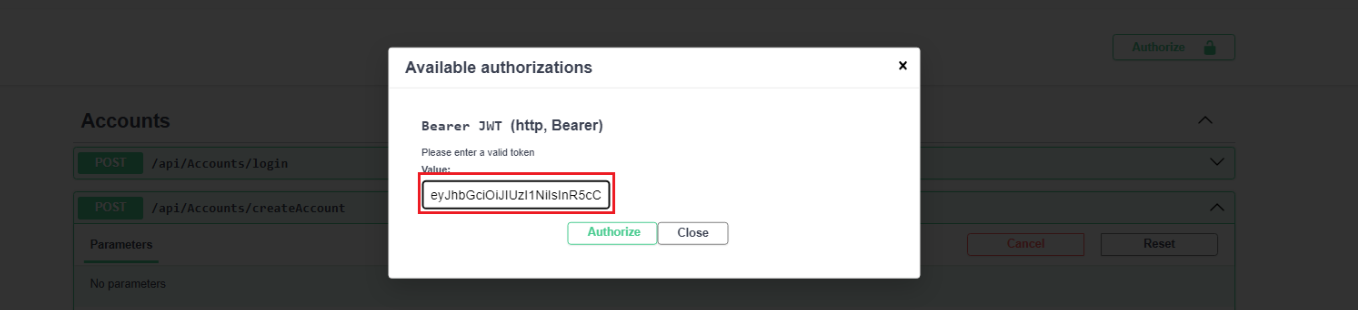 Authorize
Available authorizations
×
Accounts
Bearer JWT (http, Bearer)
Please enter a valid token
Value:
eyJhbGciOiJIUzI1NiIsInR5cC
Authorize
Close
POST /api/Accounts/login
POST /api/Accounts/createAccount
Parameters
Cancel
Reset
No parameters